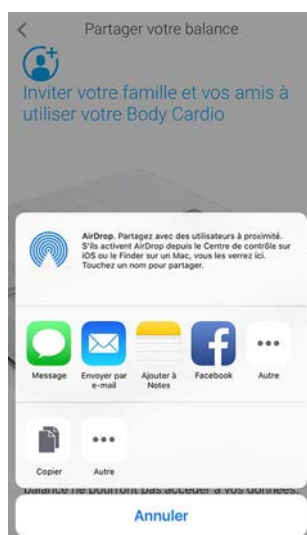 Partager votre balance
Inviter votre famille et vos amis à
utiliser votre Body Cardio
AirDrop. Partagez avec des utilisateurs à proximité.
S'ils activent AirDrop depuis le Centre de contrôle sur
iOS ou le Finder sur un Mac, vous les verrez ici.
Touchez un nom pour partager.
Message
Envoyer par
e-mail
Ajouter à
Notes
Facebook
Autre
Copier
Autre
balance ne pourront pas accéder à vos données.
Annuler